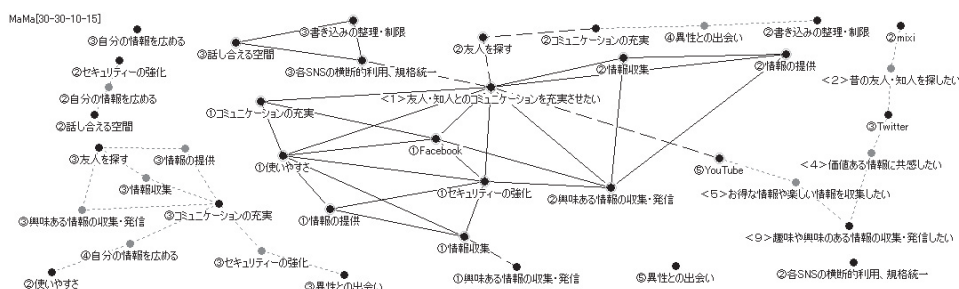 MaMa[30-30-10-15]
③自分の情報を広める
③書き込みの整理・制限
③話し合える空間
②友人を探す
②コミュニケーションの充実
④異性との出会い
②書き込みの整理・制限
②mixi
②セキュリティーの強化
③各SNSの横断的利用、規格統一
②情報収集
②情報の提供
<2>昔の友人・知人を探したい
②自分の情報を広める
<1>友人・知人とのコミュニケーションを充実させたい
①コミュニケーションの充実
②話し合える空間
③Twitter
③友人を探す
③情報の提供
①使いやすさ
①Facebook
⑤YouTube
<4>価値ある情報に共感したい
③情報収集
①セキュリティーの強化
②興味ある情報の収集・発信
<5>お得な情報や楽しい情報を収集したい
③興味ある情報の収集・発信
③コミュニケーションの充実
①情報の提供
<9>趣味や興味のある情報の収集・発信したい
④自分の情報を広める
③セキュリティーの強化
①情報収集
②使いやすさ
③異性との出会い
①興味ある情報の収集・発信
⑤異性との出会い
②各SNSの横断的利用、規格統一